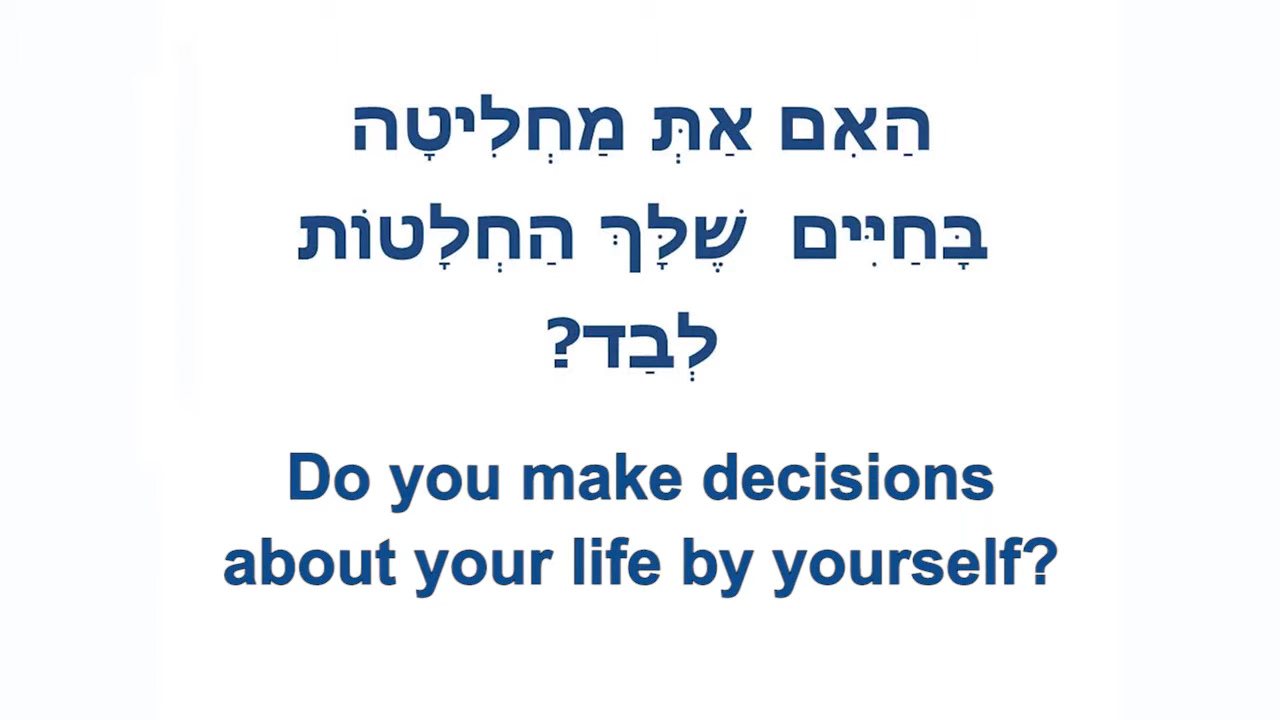 הַאִם אַתְּ מַחְלִיטָה
בָּחַיִּים שֶׁלָּךְ הַחְלָטוֹת
לְבַד?
Do you make decisions
about your life by yourself?